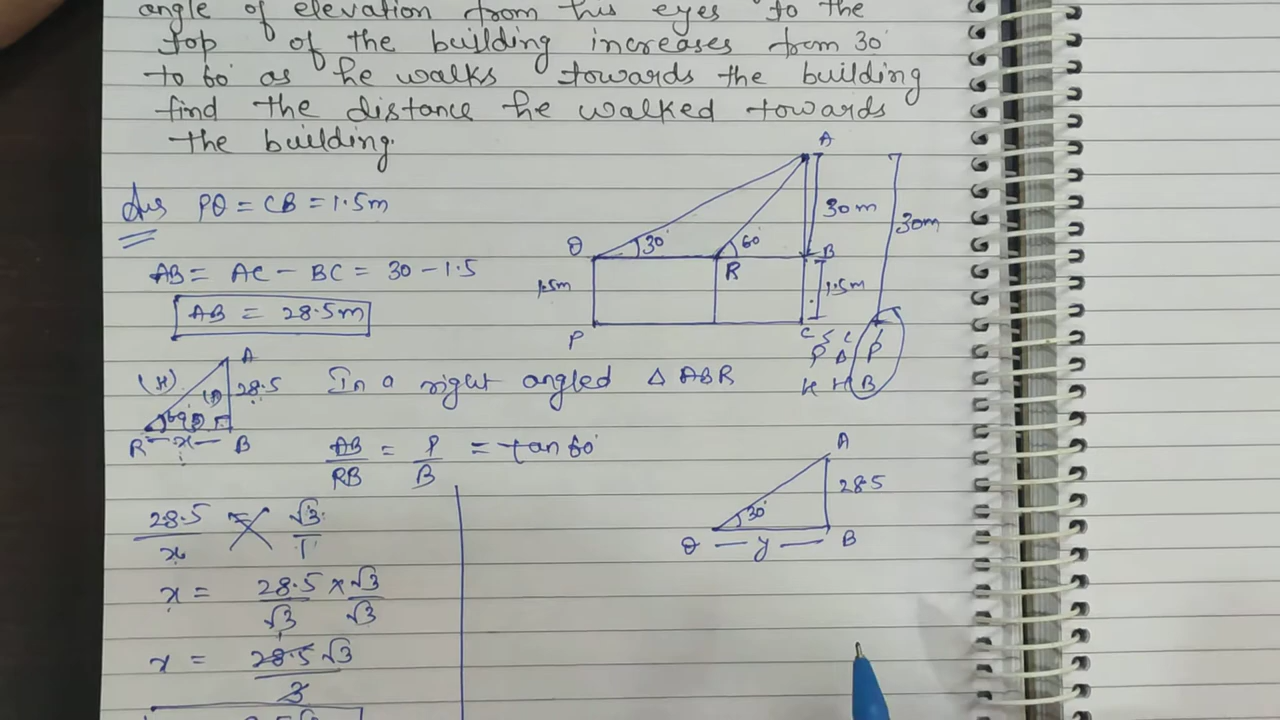 angle of elevation from his eyes to the
top of the building increases from 30°
to 60° as he walks towards the building
find the distance he walked towards
the building.
A
Ans PQ = CB = 1.5m
30m
30m
Q 30° 60° B
R
AB = AC - BC = 30 - 1.5
1.5m 1.5m
AB = 28.5m
P C
A
(H) 28.5 In a right angled △ ABR
60°
R - x - B
AB/RB = P/B = tan 60°
A
28.5
30°
Q - y - B
28.5/x = √3/1
x = 28.5/√3 × √3/√3
x = 28.5√3/3